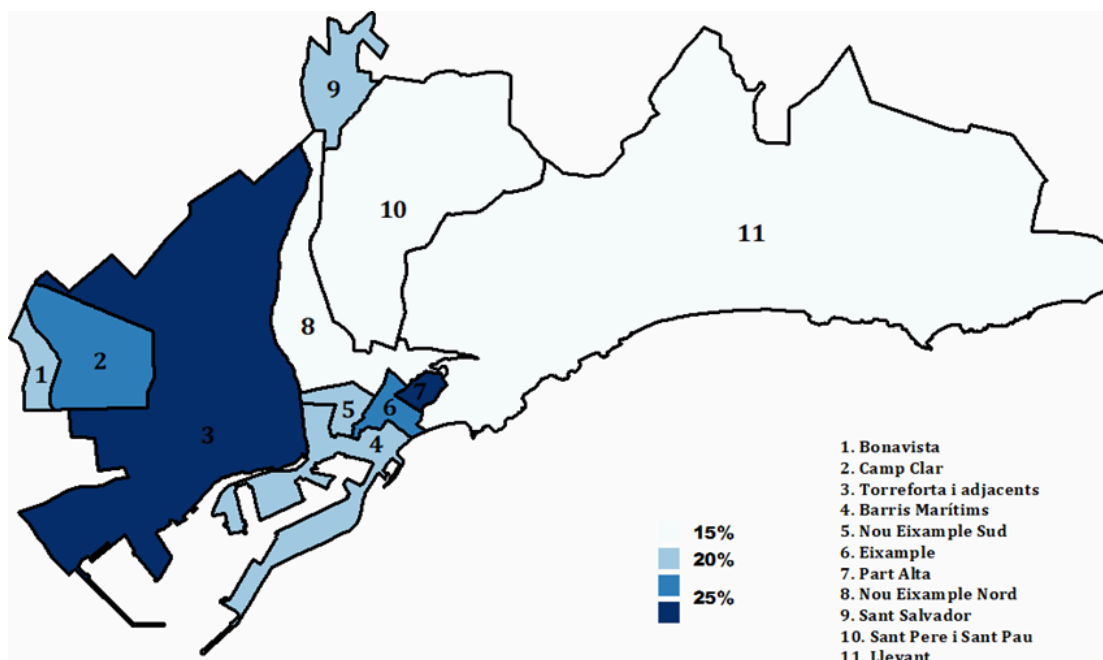 9
10
11
8
2
1
7
5
6
3
4
15%
20%
25%
1. Bonavista
2. Camp Clar
3. Torreforta i adjacents
4. Barris Marítims
5. Nou Eixample Sud
6. Eixample
7. Part Alta
8. Nou Eixample Nord
9. Sant Salvador
10. Sant Pere i Sant Pau
11. Llevant